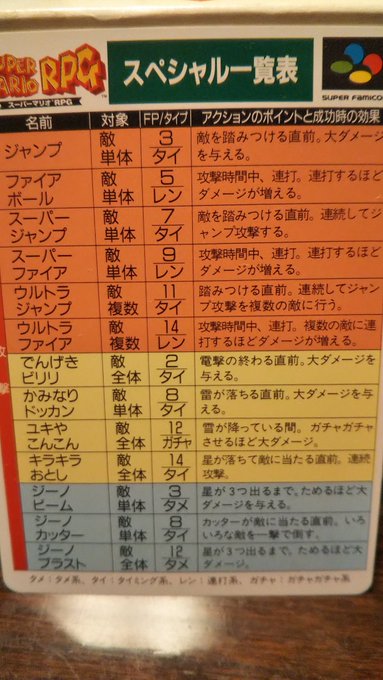 SUPER MARIO RPG™
スーパーマリオRPG
スペシャル一覧表
SUPER FAMICO
名前 対象 FP/タイプ アクションのポイントと成功時の効果
ジャンプ 敵単体 3/タイ 敵を踏みつける直前。大ダメージを与える。
ファイアボール 敵単体 5/レン 攻撃時間中、連打。連打するほどダメージが増える。
スーパージャンプ 敵単体 7/タイ 敵を踏みつける直前。連続してジャンプ攻撃する。
スーパーファイア 敵単体 9/レン 攻撃時間中、連打。連打するほどダメージが増える。
ウルトラジャンプ 敵複数 11/タイ 踏みつける直前。連続してジャンプ攻撃を複数の敵に行う。
ウルトラファイア 敵複数 14/レン 攻撃時間中、連打。複数の敵に連打するほどダメージが増える。
でんげきビリリ 敵全体 2/タイ 電撃の終わる直前。大ダメージを与える。
かみなりドッカン 敵単体 8/タイ 雷が落ちる直前。大ダメージを与える。
ユキやこんこん 敵全体 12/ガチャ 雪が降っている間。ガチャガチャさせるほど大ダメージ。
キラキラおとし 敵全体 14/タイ 星が落ちて敵に当たる直前。連続攻撃。
ジーノビーム 敵単体 3/タメ 星が3つ出るまで。ためるほど大ダメージを与える。
ジーノカッター 敵単体 8/タイ カッターが敵に当たる直前。いろいろな敵を一撃で倒す。
ジーノブラスト 敵全体 12/タメ 星が3つ出るまで。ためるほど大ダメージ。
攻撃
タメ：タメ系、タイ：タイミング系、レン：連打系、ガチャ：ガチャガチャ系